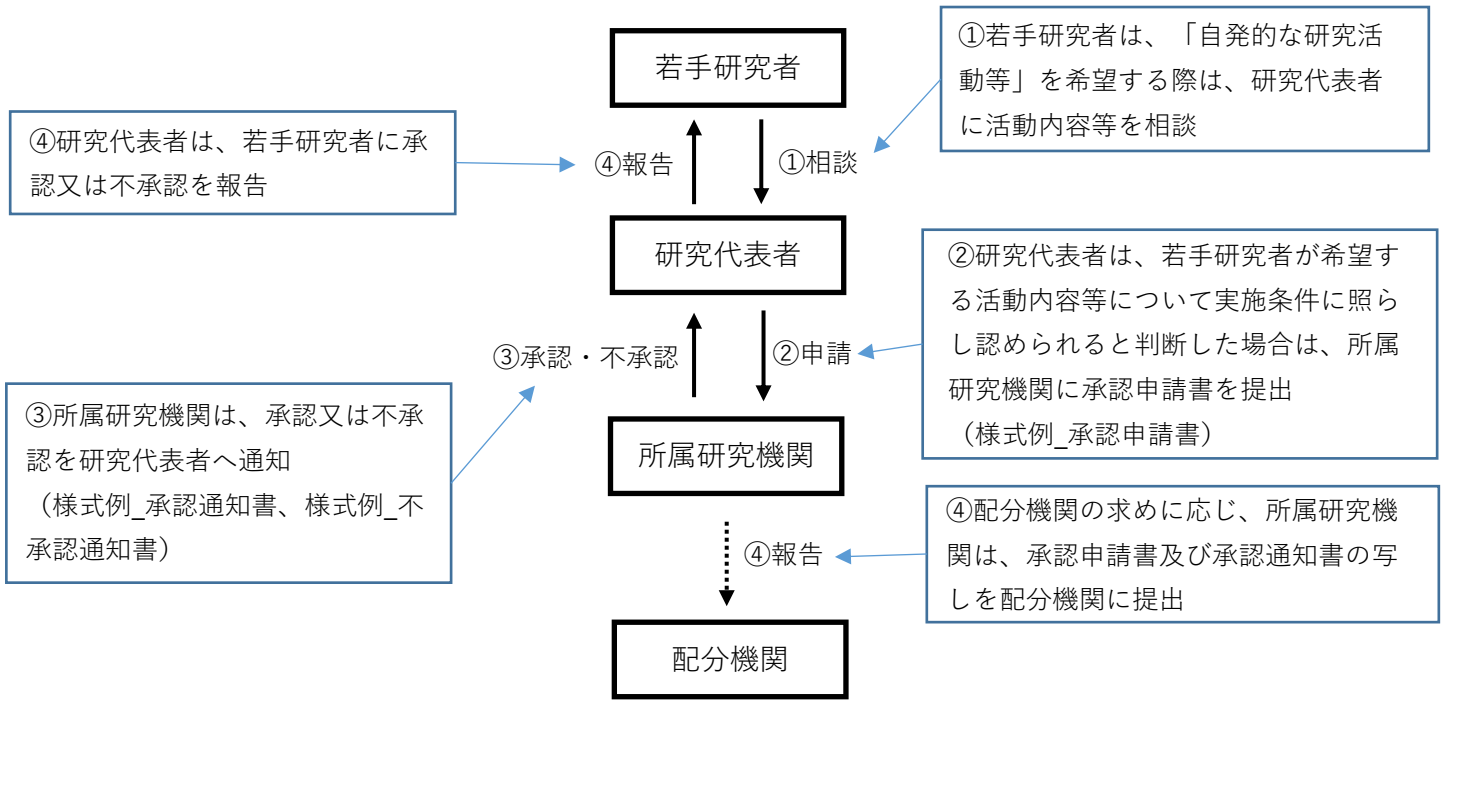 若手研究者
①若手研究者は、「自発的な研究活
動等」を希望する際は、研究代表者
に活動内容等を相談
④研究代表者は、若手研究者に承
認又は不承認を報告
④報告
①相談
研究代表者
②研究代表者は、若手研究者が希望す
る活動内容等について実施条件に照ら
し認められると判断した場合は、所属
研究機関に承認申請書を提出
（様式例_承認申請書）
③承認・不承認
②申請
③所属研究機関は、承認又は不承
認を研究代表者へ通知
（様式例_承認通知書、様式例_不
承認通知書）
所属研究機関
④配分機関の求めに応じ、所属研究機
関は、承認申請書及び承認通知書の写
しを配分機関に提出
④報告
配分機関